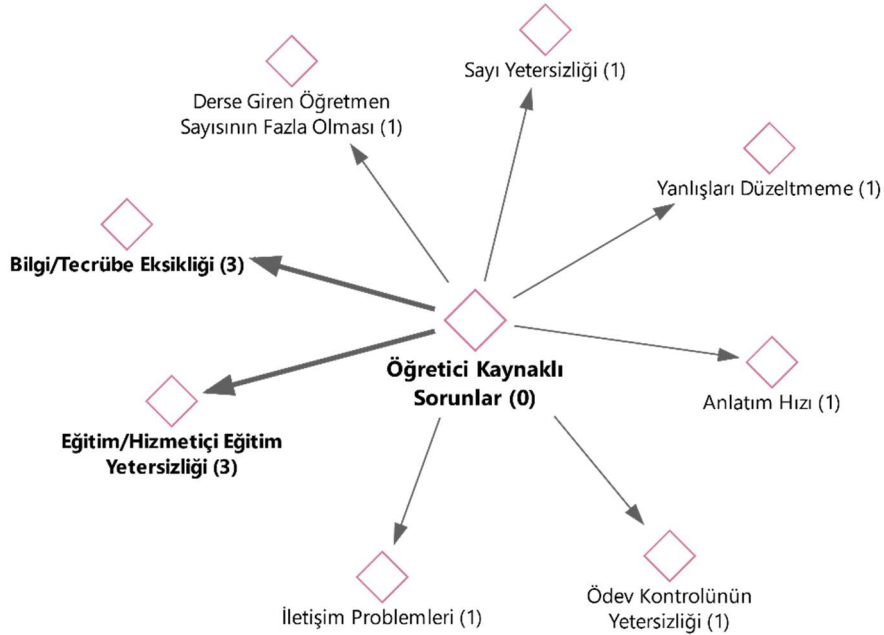 Sayı Yetersizliği (1)
Derse Giren Öğretmen
Sayısının Fazla Olması (1)
Yanlışları Düzeltmeme (1)
Bilgi/Tecrübe Eksikliği (3)
Öğretici Kaynaklı
Sorunlar (0)
Anlatım Hızı (1)
Eğitim/Hizmetiçi Eğitim
Yetersizliği (3)
İletişim Problemleri (1)
Ödev Kontrolünün
Yetersizliği (1)